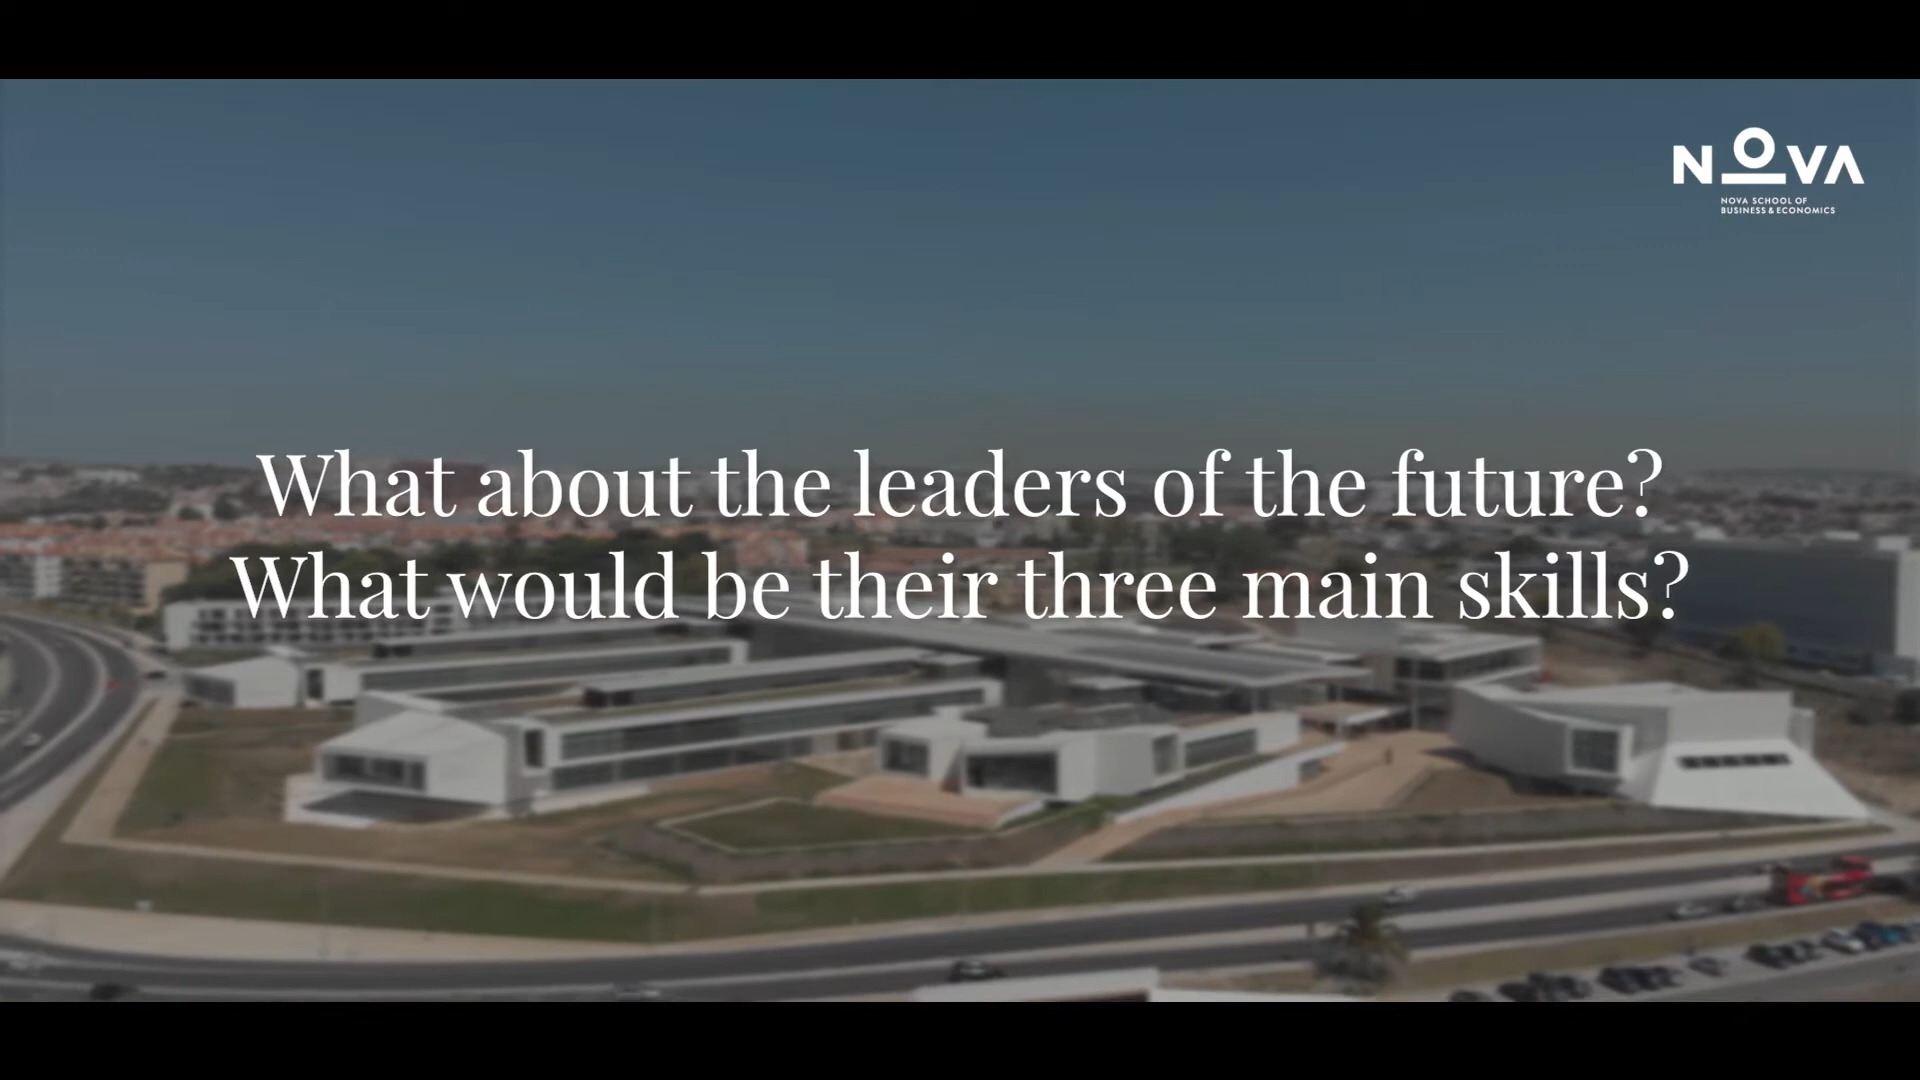 NOVA
NOVA SCHOOL OF
BUSINESS & ECONOMICS
What about the leaders of the future?
What would be their three main skills?